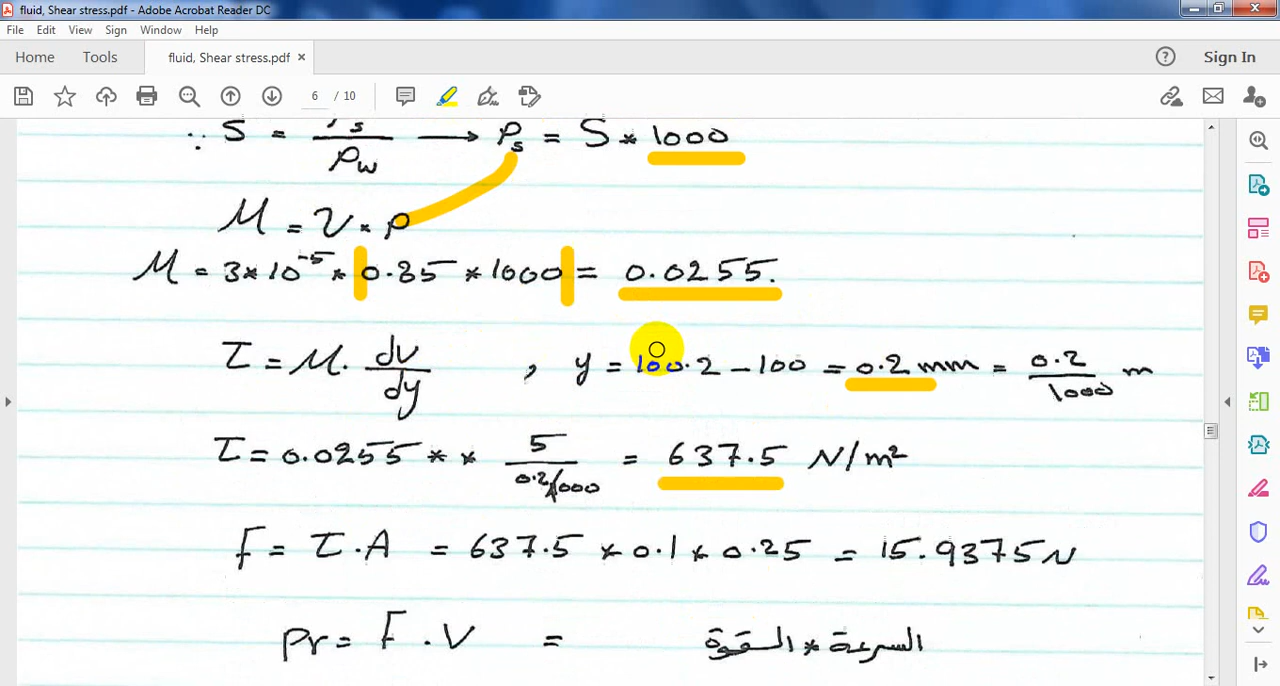 fluid, Shear stress.pdf - Adobe Acrobat Reader DC
File Edit View Sign Window Help
Home Tools fluid, Shear stress.pdf × ? Sign In
6 / 10
∴ S = ρs/ρw → ρs = S * 1000
M = ν * ρ
M = 3*10^-5 * 0.85 * 1000 = 0.0255.
τ = M. dv/dy , y = 100.2 - 100 = 0.2 mm = 0.2/1000 m
τ = 0.0255 * * 5/(0.2/1000) = 637.5 N/m²
F = τ.A = 637.5 * 0.1 * 0.25 = 15.9375 N
Pr = F.V = السرعة * القوة